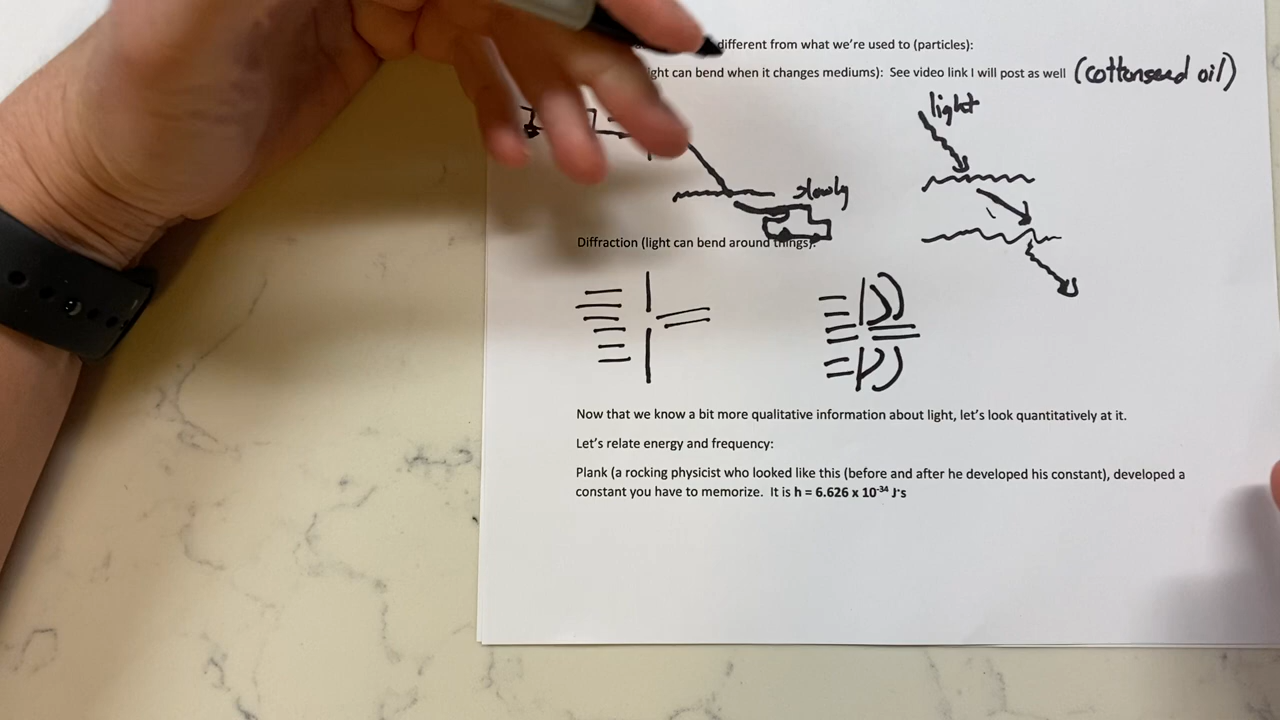 different from what we're used to (particles):
ght can bend when it changes mediums): See video link I will post as well (cottonseed oil)
light
slowly
Diffraction (light can bend around things):
Now that we know a bit more qualitative information about light, let's look quantitatively at it.
Let's relate energy and frequency:
Plank (a rocking physicist who looked like this (before and after he developed his constant), developed a
constant you have to memorize. It is h = 6.626 x 10⁻³⁴ J·s